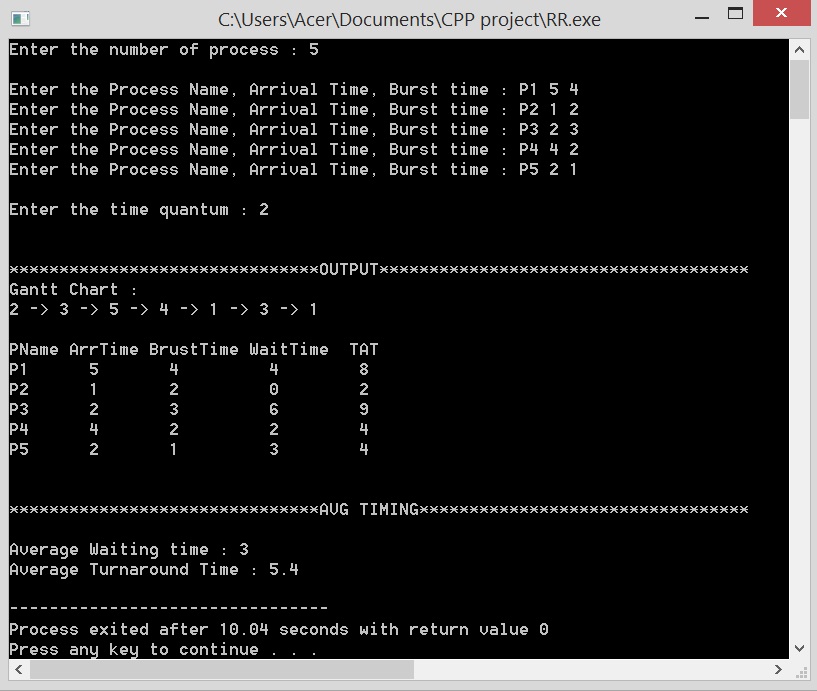 C:\Users\Acer\Documents\CPP project\RR.exe
Enter the number of process : 5
Enter the Process Name, Arrival Time, Burst time : P1 5 4
Enter the Process Name, Arrival Time, Burst time : P2 1 2
Enter the Process Name, Arrival Time, Burst time : P3 2 3
Enter the Process Name, Arrival Time, Burst time : P4 4 2
Enter the Process Name, Arrival Time, Burst time : P5 2 1
Enter the time quantum : 2
*******************************OUTPUT*************************************
Gantt Chart :
2 -> 3 -> 5 -> 4 -> 1 -> 3 -> 1
PName ArrTime BrustTime WaitTime  TAT
P1      5       4         4       8
P2      1       2         0       2
P3      2       3         6       9
P4      4       2         2       4
P5      2       1         3       4
*******************************AVG TIMING*********************************
Average Waiting time : 3
Average Turnaround Time : 5.4
--------------------------------
Process exited after 10.04 seconds with return value 0
Press any key to continue . . .